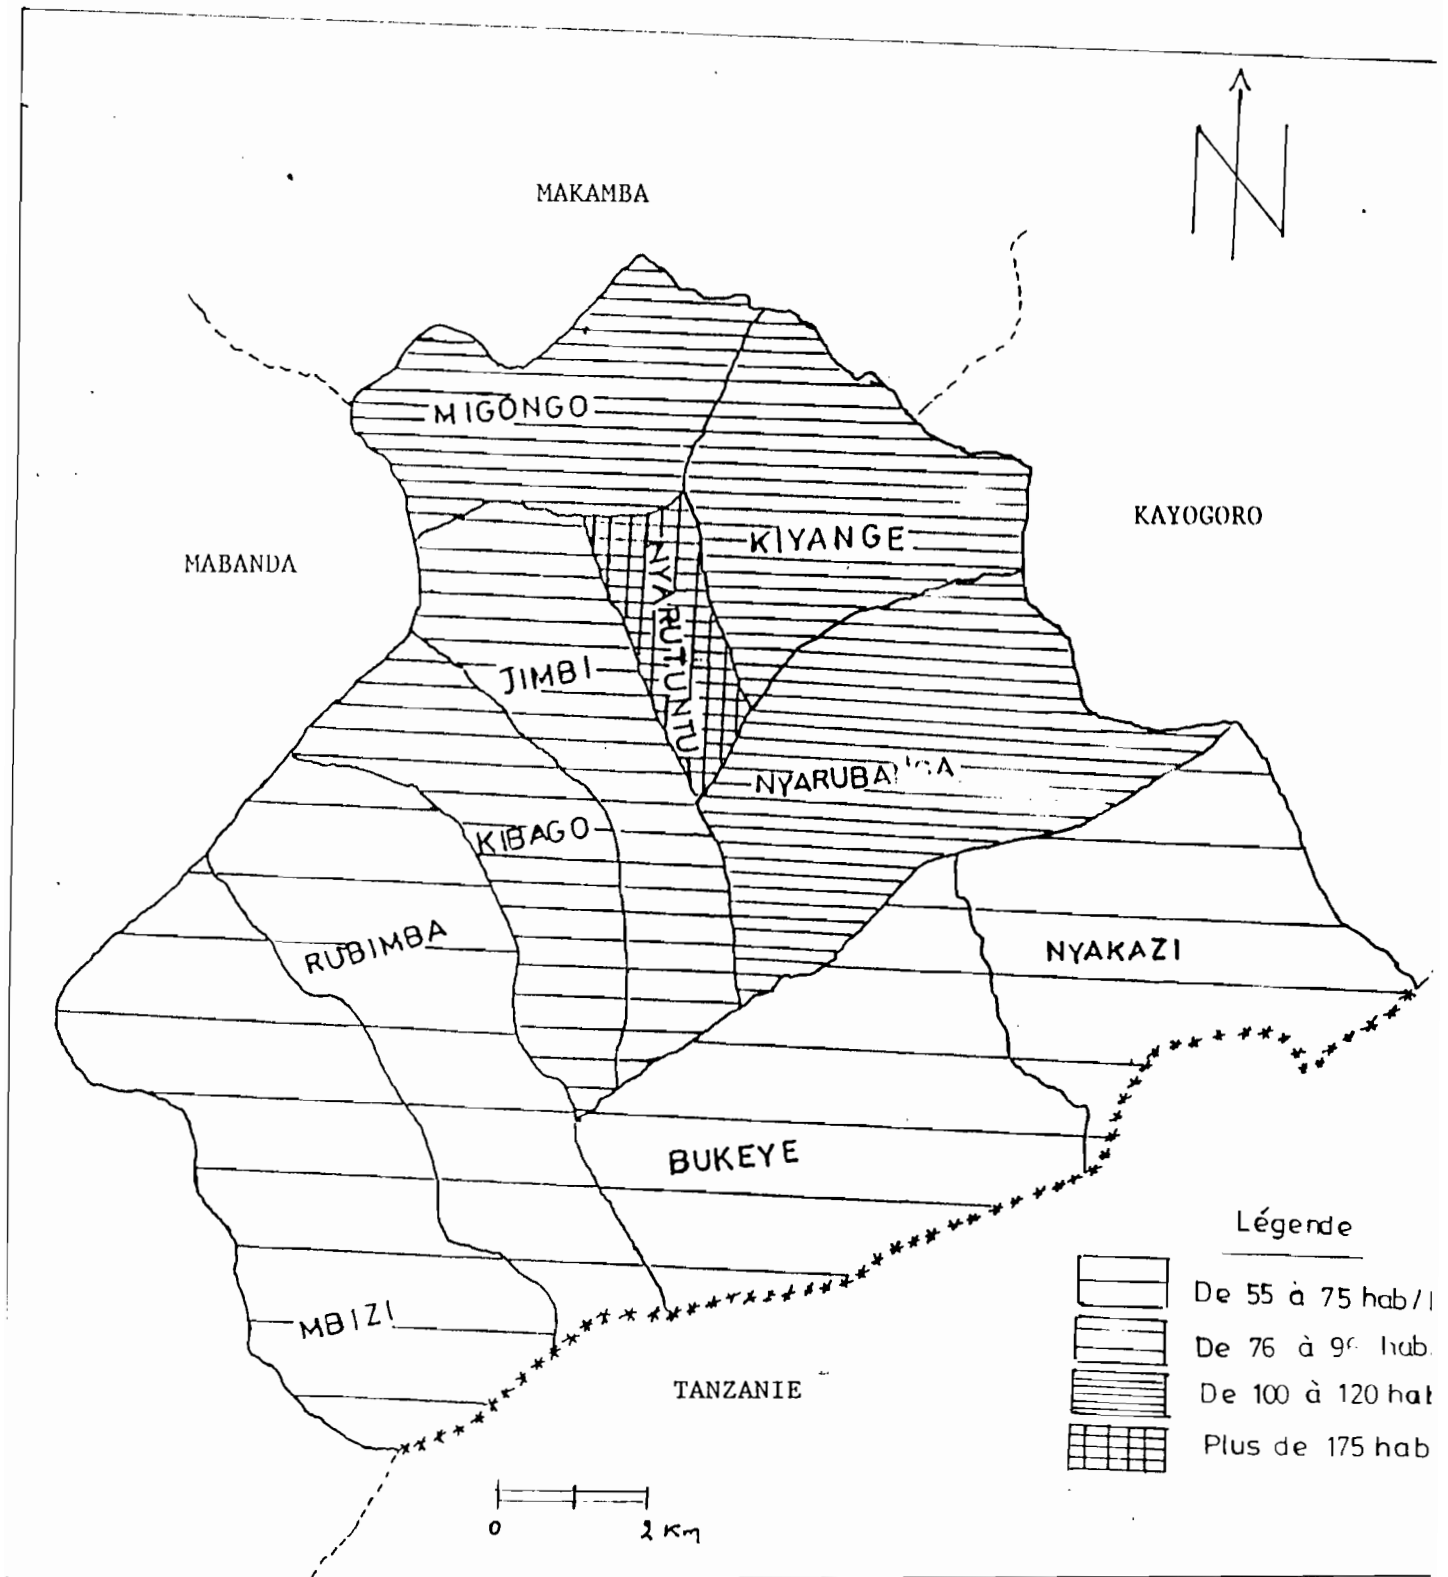 N
MAKAMBA
MIGONGO
KAYOGORO
KIYANGE
MABANDA
NYARUTUNTU
JIMBI
KIBAGO
RUBIMBA
NYAKAZI
BUKEYE
MBIZI
TANZANIE
Légende
De 55 à 75 hab/
De 76 à hab.
De 100 à 120
Plus de 175 hab
0 2 Km